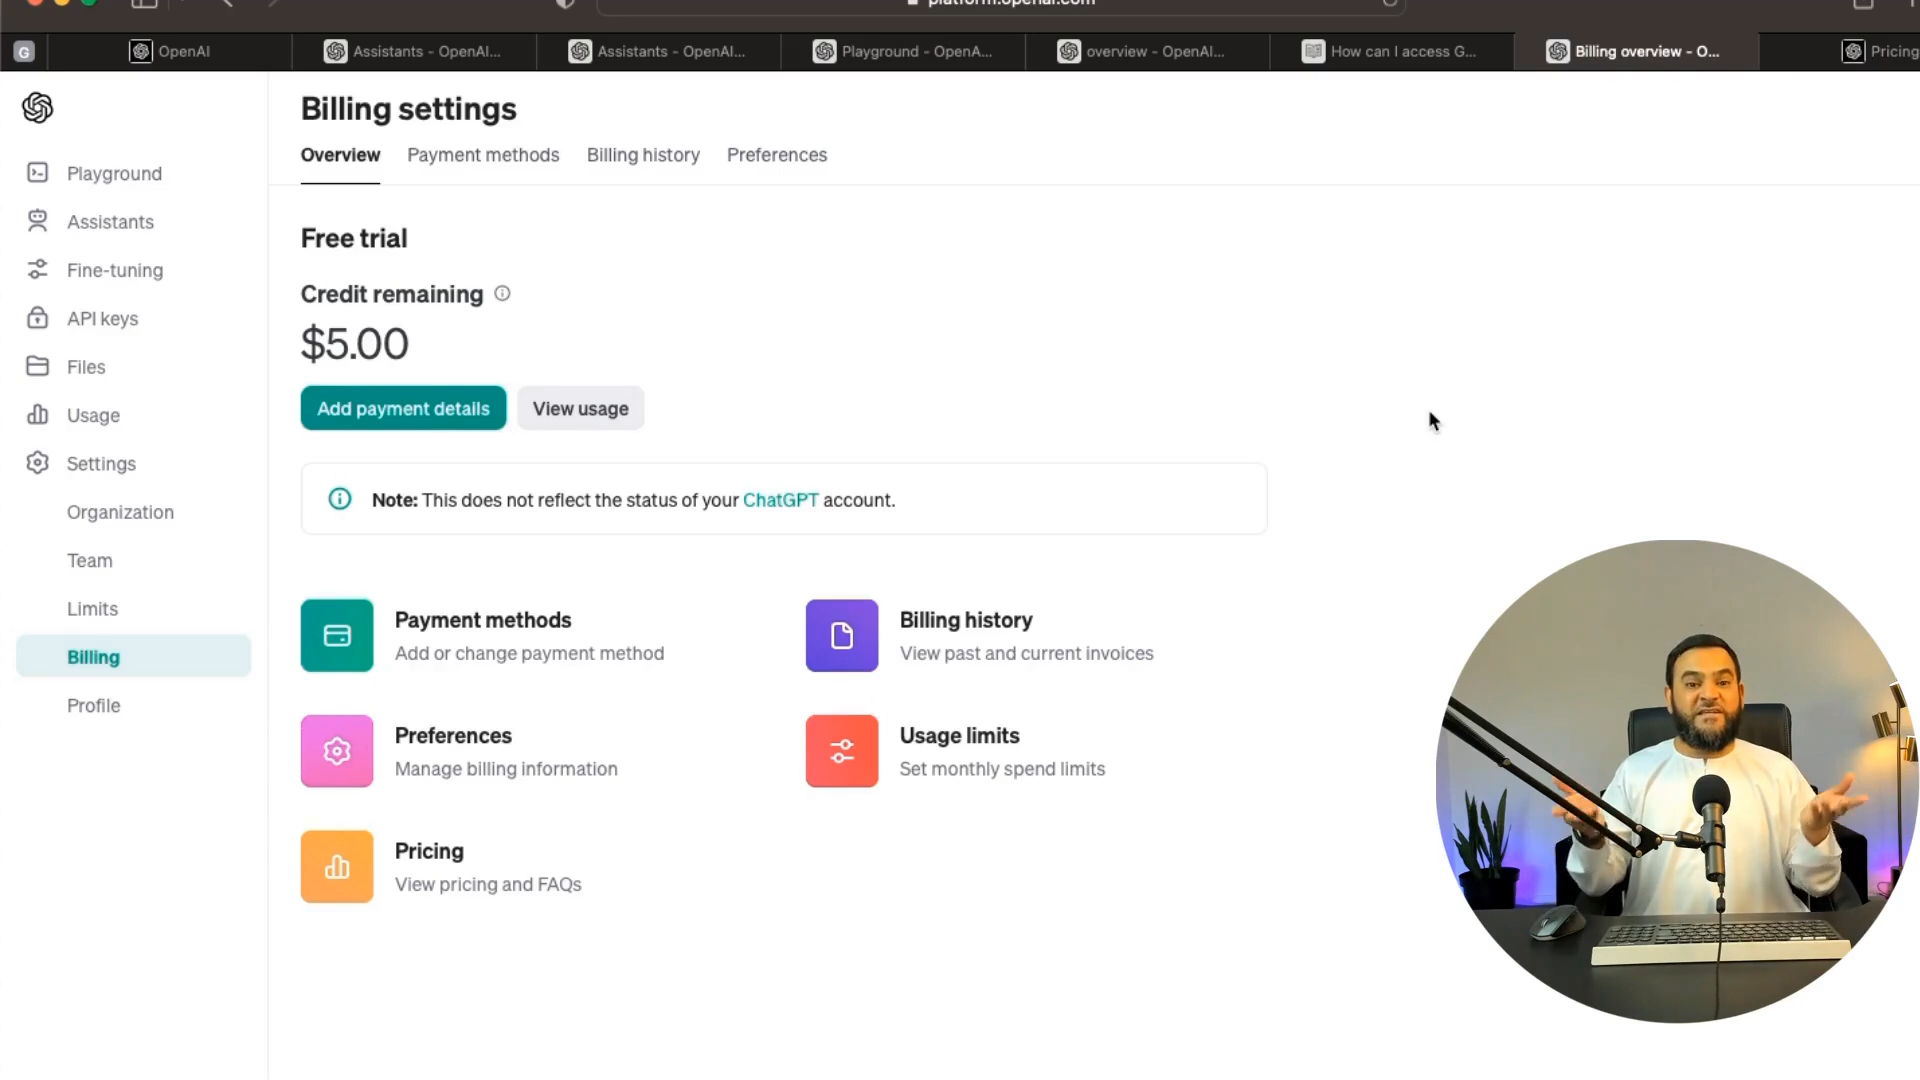 platform.openai.com
G
OpenAI
Assistants - OpenAI...
Assistants - OpenAI...
Playground - OpenA...
overview - OpenAI...
How can I access G...
Billing overview - O...
Pricing
Billing settings
Overview
Payment methods
Billing history
Preferences
Playground
Assistants
Fine-tuning
API keys
Files
Usage
Settings
Organization
Team
Limits
Billing
Profile
Free trial
Credit remaining
$5.00
Add payment details
View usage
Note: This does not reflect the status of your ChatGPT account.
Payment methods
Add or change payment method
Billing history
View past and current invoices
Preferences
Manage billing information
Usage limits
Set monthly spend limits
Pricing
View pricing and FAQs